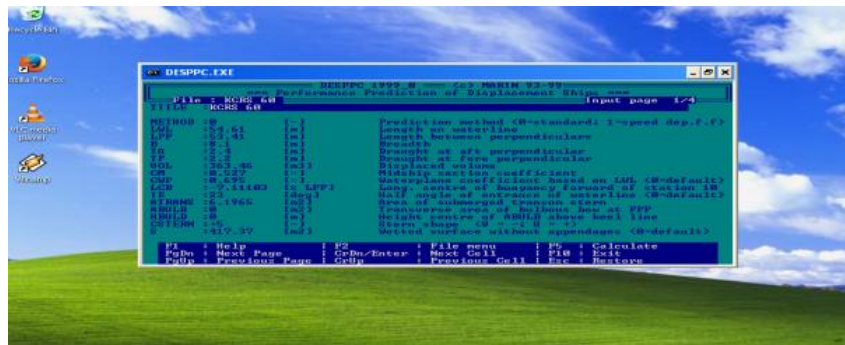 Recycle Bin
Mozilla Firefox
VLC media player
Winamp
DESPPC.EXE
DESPPC 1999_0 (c) MARIN 93-99
=== Performance Prediction of Displacement Ships ===
File : KCRS 60 Input page 1/4
TITLE :KCRS 60
METHOD :0 [-] Prediction method (0=standard; 1=speed dep.f.f)
LWL :54.61 [m] Length on waterline
LPP :53.41 [m] Length between perpendiculars
B :8.1 [m] Breadth
TA :2.4 [m] Draught at aft perpendicular
TF :2.2 [m] Draught at fore perpendicular
VOL :363.46 [m3] Displaced volume
CM :0.527 [-] Midship section coefficient
CWP :0.695 [-] Waterplane coefficient based on LWL (0=default)
LCB :-7.11103 [% LPP] Long. centre of buoyancy forward of station 10
IE :23 [deg] Half angle of entrance of waterline (0=default)
ATRANS :6.1965 [m2] Area of submerged transom stern
ABULB :0 [m2] Transverse area of bulbous bow at FPP
HBULB :0 [m] Height centre of ABULB above keel line
CSTERN :-5 [-] Stern shape (V = -; U = +)
S :417.37 [m2] Wetted surface without appendages (0=default)
F1 : Help F2 : File menu F5 : Calculate
PgDn : Next Page CrDn/Enter : Next Cell F10 : Exit
PgUp : Previous Page CrUp : Previous Cell Esc : Restore